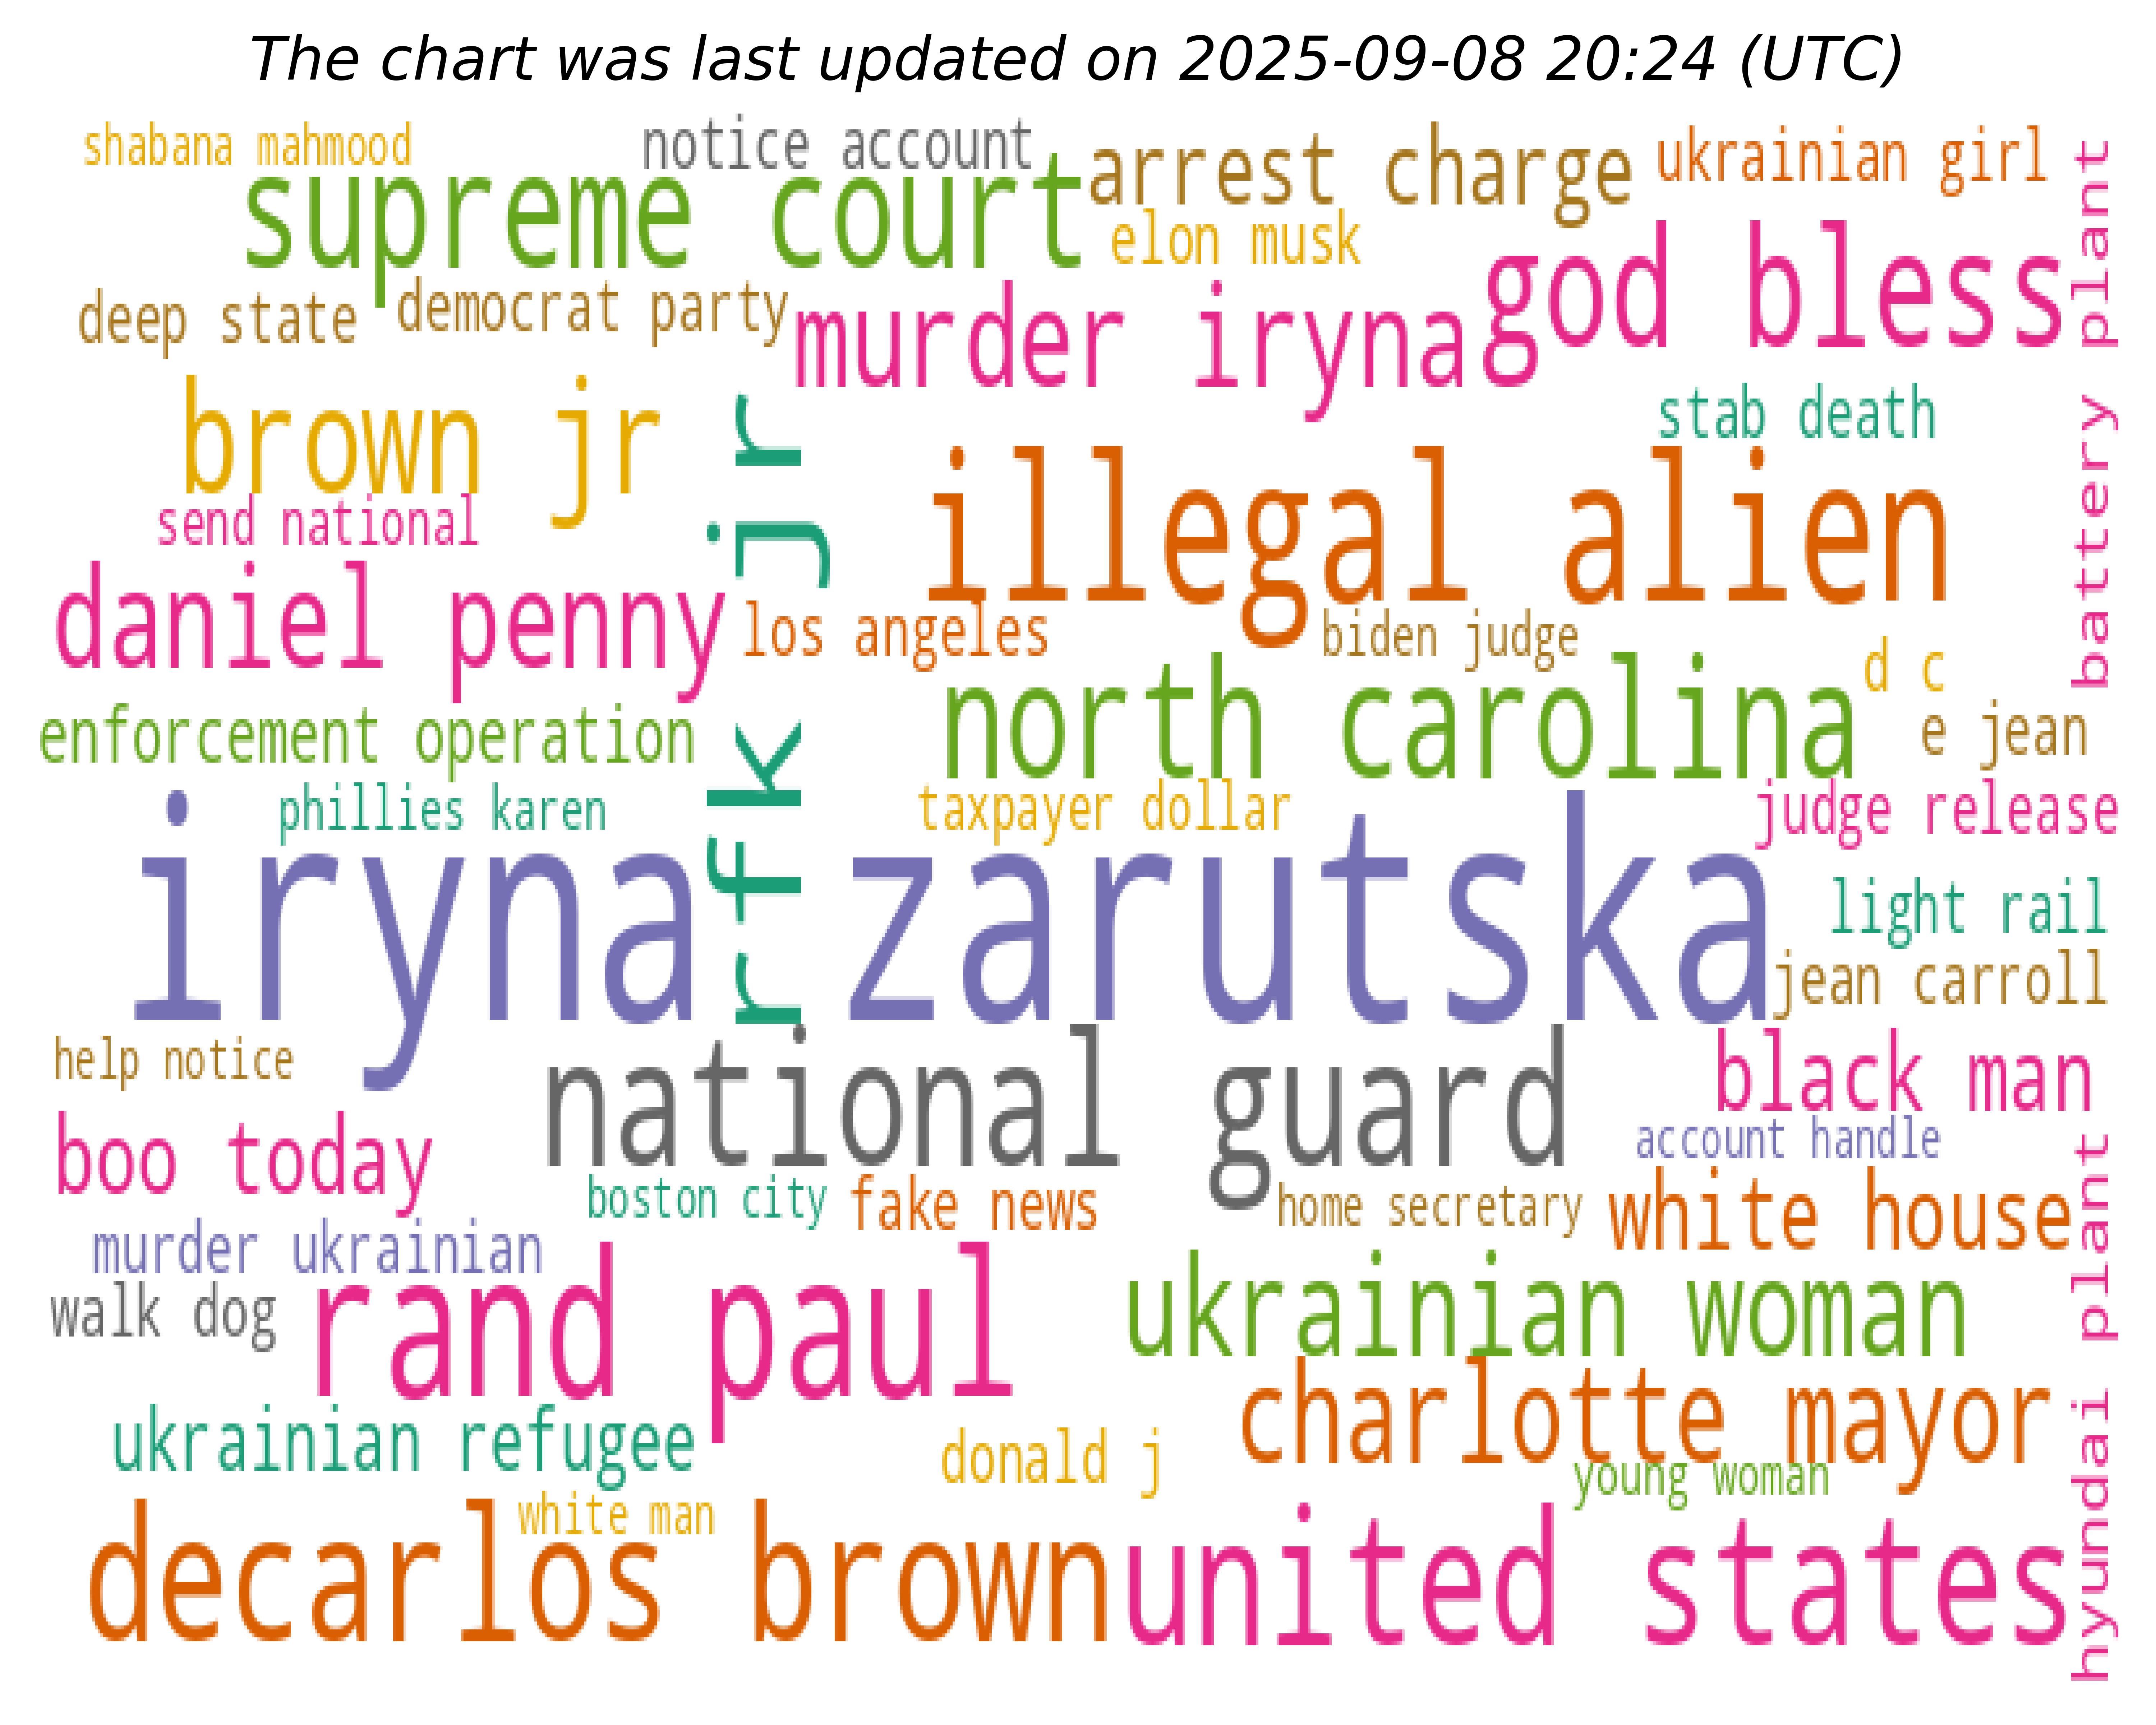 The chart was last updated on 2025-09-08 20:24 (UTC)
shabana mahmood
notice account
arrest charge
ukrainian girl
supreme court
elon musk
god bless
battery plant
deep state
democrat party
murder iryna
brown jr
stab death
rfk jr
illegal alien
send national
daniel penny
los angeles
biden judge
d c
north carolina
enforcement operation
e jean
phillies karen
taxpayer dollar
judge release
iryna zarutska
light rail
jean carroll
help notice
national guard
black man
boo today
account handle
boston city
fake news
home secretary
white house
hyundai plant
murder ukrainian
walk dog
rand paul
ukrainian woman
charlotte mayor
ukrainian refugee
donald j
young woman
white man
decarlos brown
united states